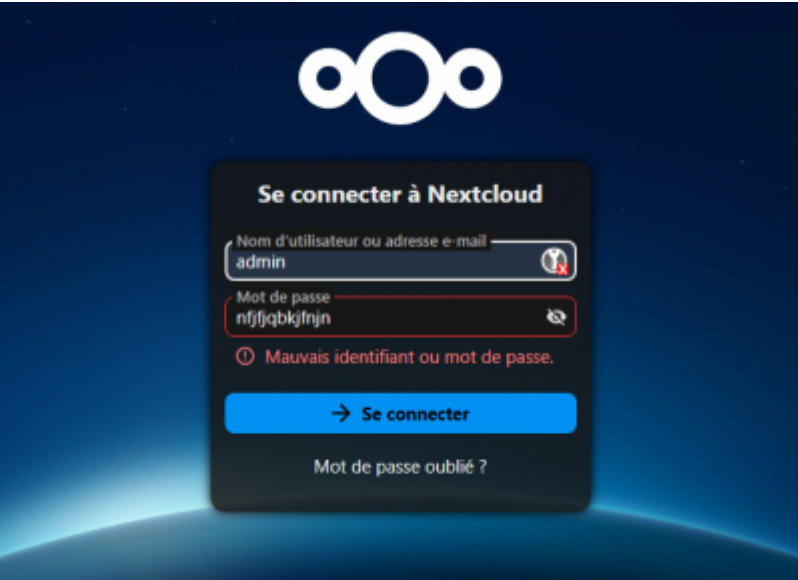 Se connecter à Nextcloud
Nom d'utilisateur ou adresse e-mail
admin
Mot de passe
nfjfjqbkjfnjn
Mauvais identifiant ou mot de passe.
→ Se connecter
Mot de passe oublié ?